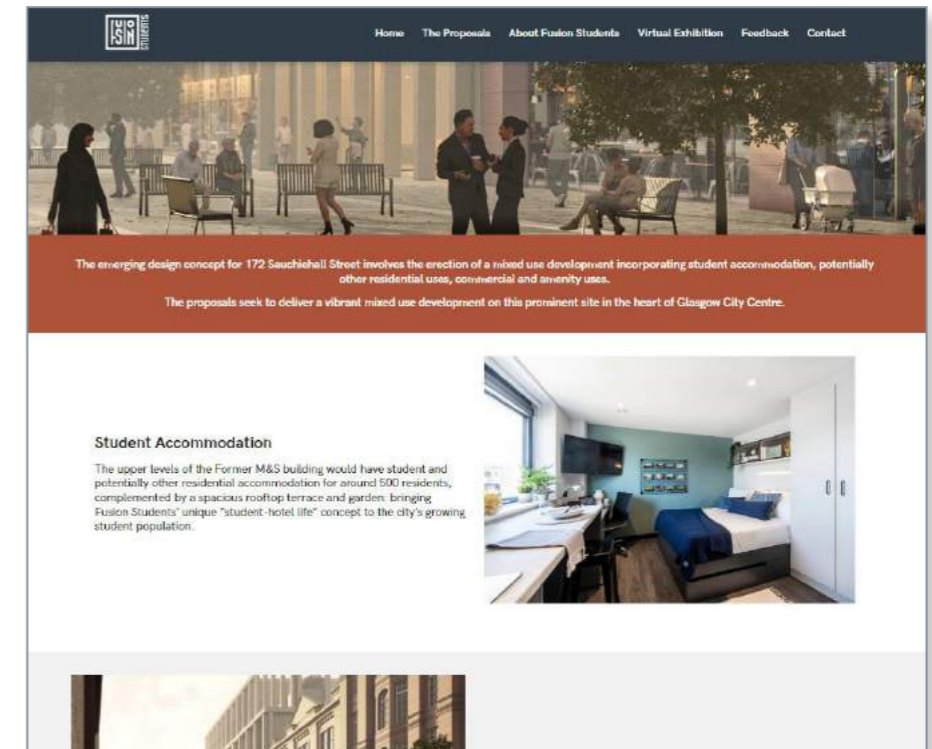 FUSION
STUDENTS
Home The Proposals About Fusion Students Virtual Exhibition Feedback Contact
The emerging design concept for 172 Sauchiehall Street involves the erection of a mixed use development incorporating student accommodation, potentially
other residential uses, commercial and amenity uses.
The proposals seek to deliver a vibrant mixed use development on this prominent site in the heart of Glasgow City Centre.
Student Accommodation
The upper levels of the Former M&S building would have student and
potentially other residential accommodation for around 500 residents,
complemented by a spacious rooftop terrace and garden: bringing
Fusion Students' unique "student-hotel life" concept to the city's growing
student population.